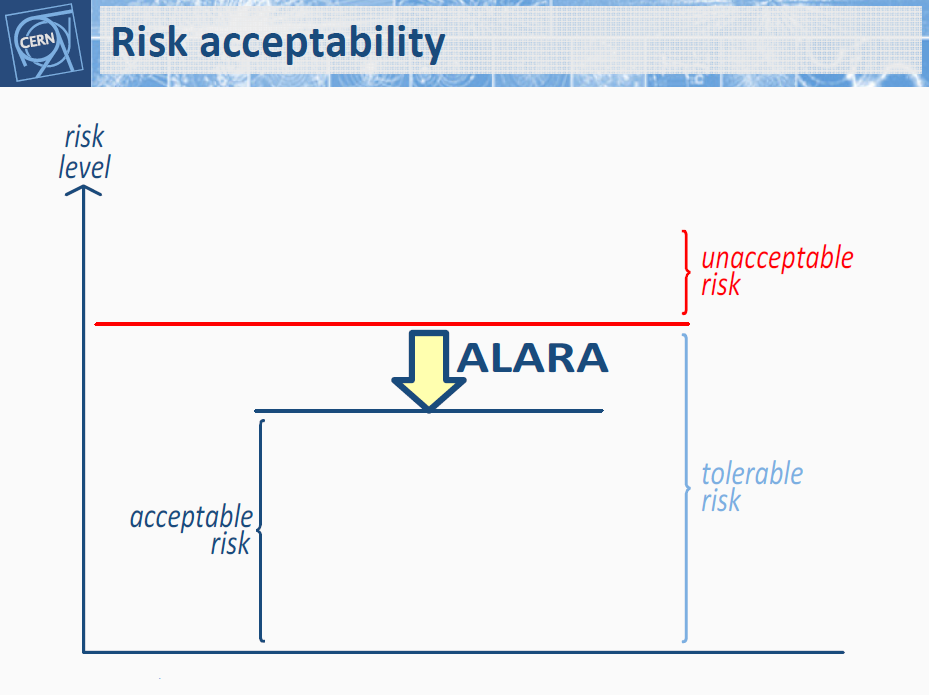 CERN
Risk acceptability
risk
level
unacceptable
risk
ALARA
tolerable
risk
acceptable
risk